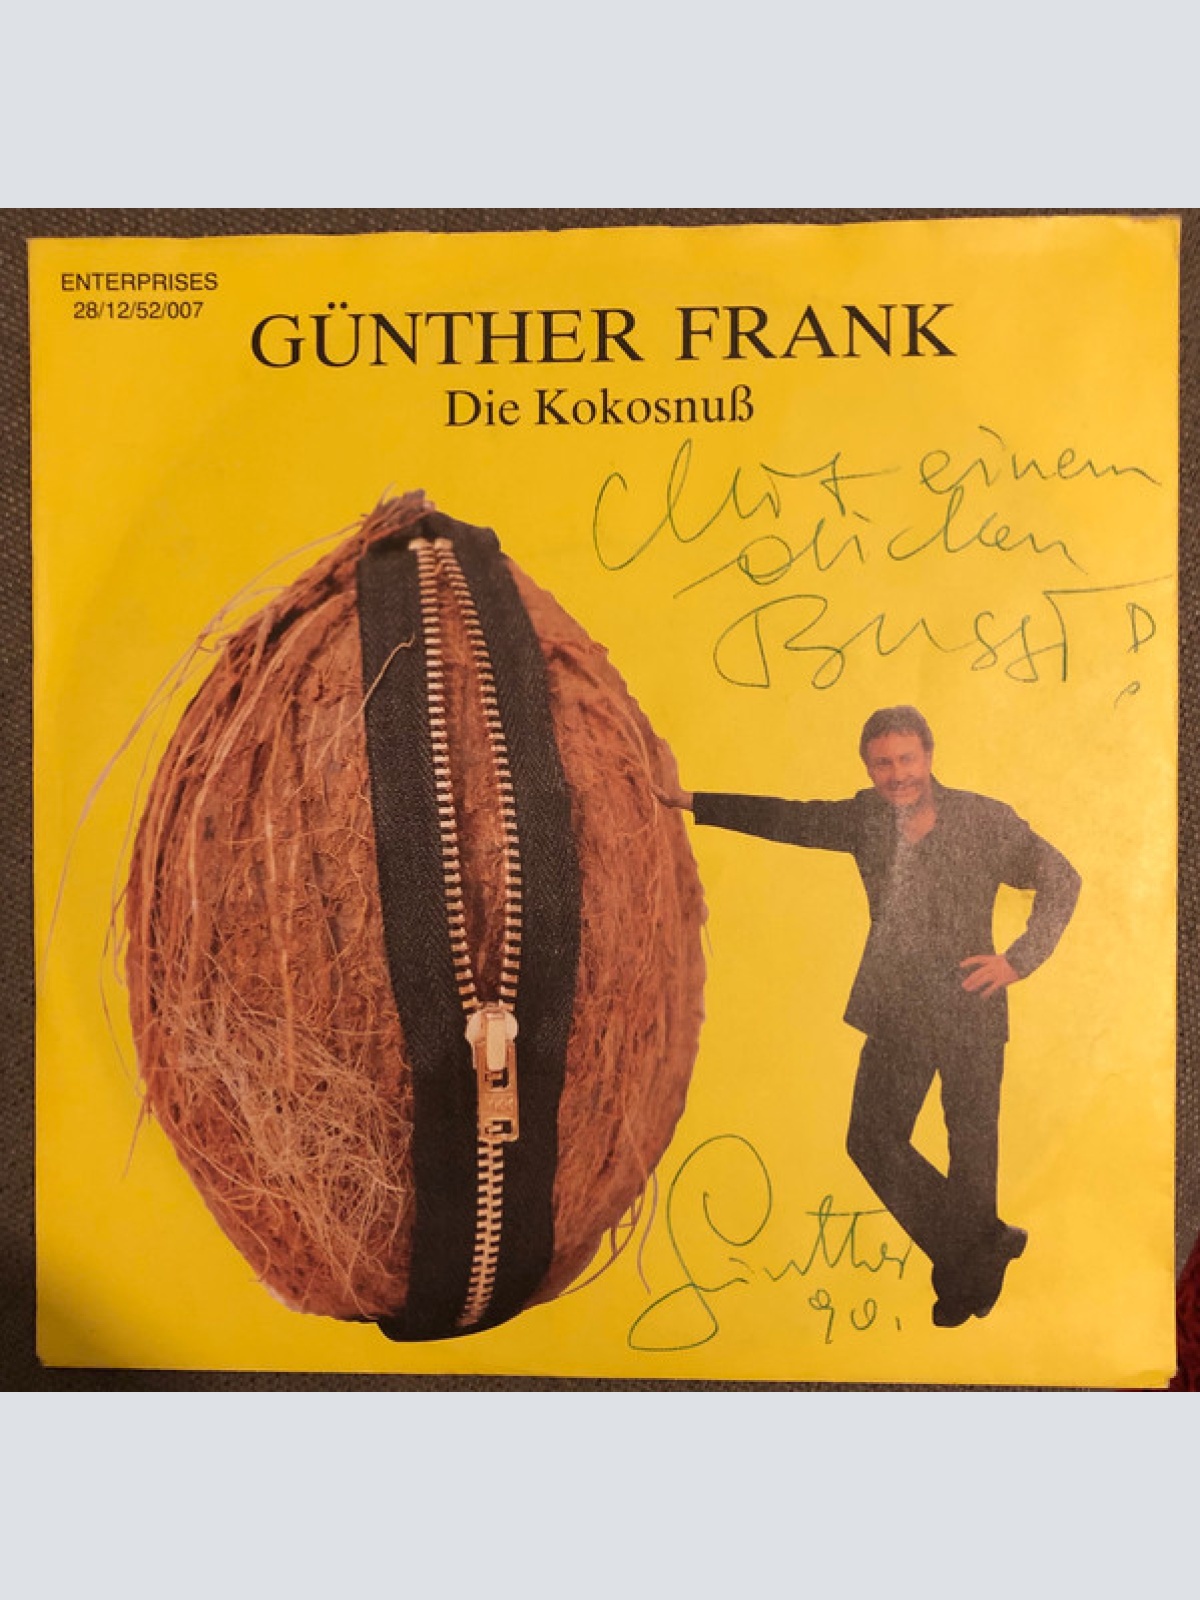 ENTERPRISES
28/12/52/007
GÜNTHER FRANK
Die Kokosnuß
Mit einem
dicken
Bussi!
Günther
90.